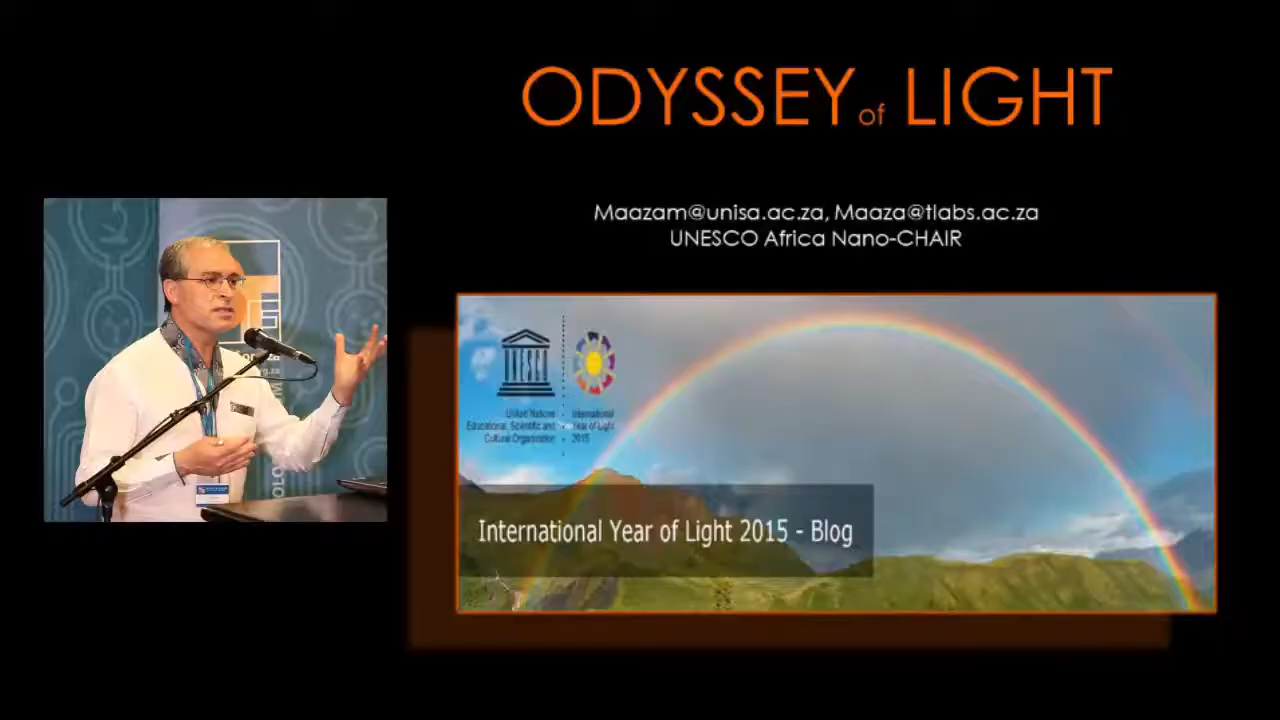 ODYSSEY of LIGHT
Maazam@unisa.ac.za, Maaza@tlabs.ac.za
UNESCO Africa Nano-CHAIR
United Nations
Educational, Scientific and
Cultural Organization
International
Year of Light
2015
International Year of Light 2015 - Blog